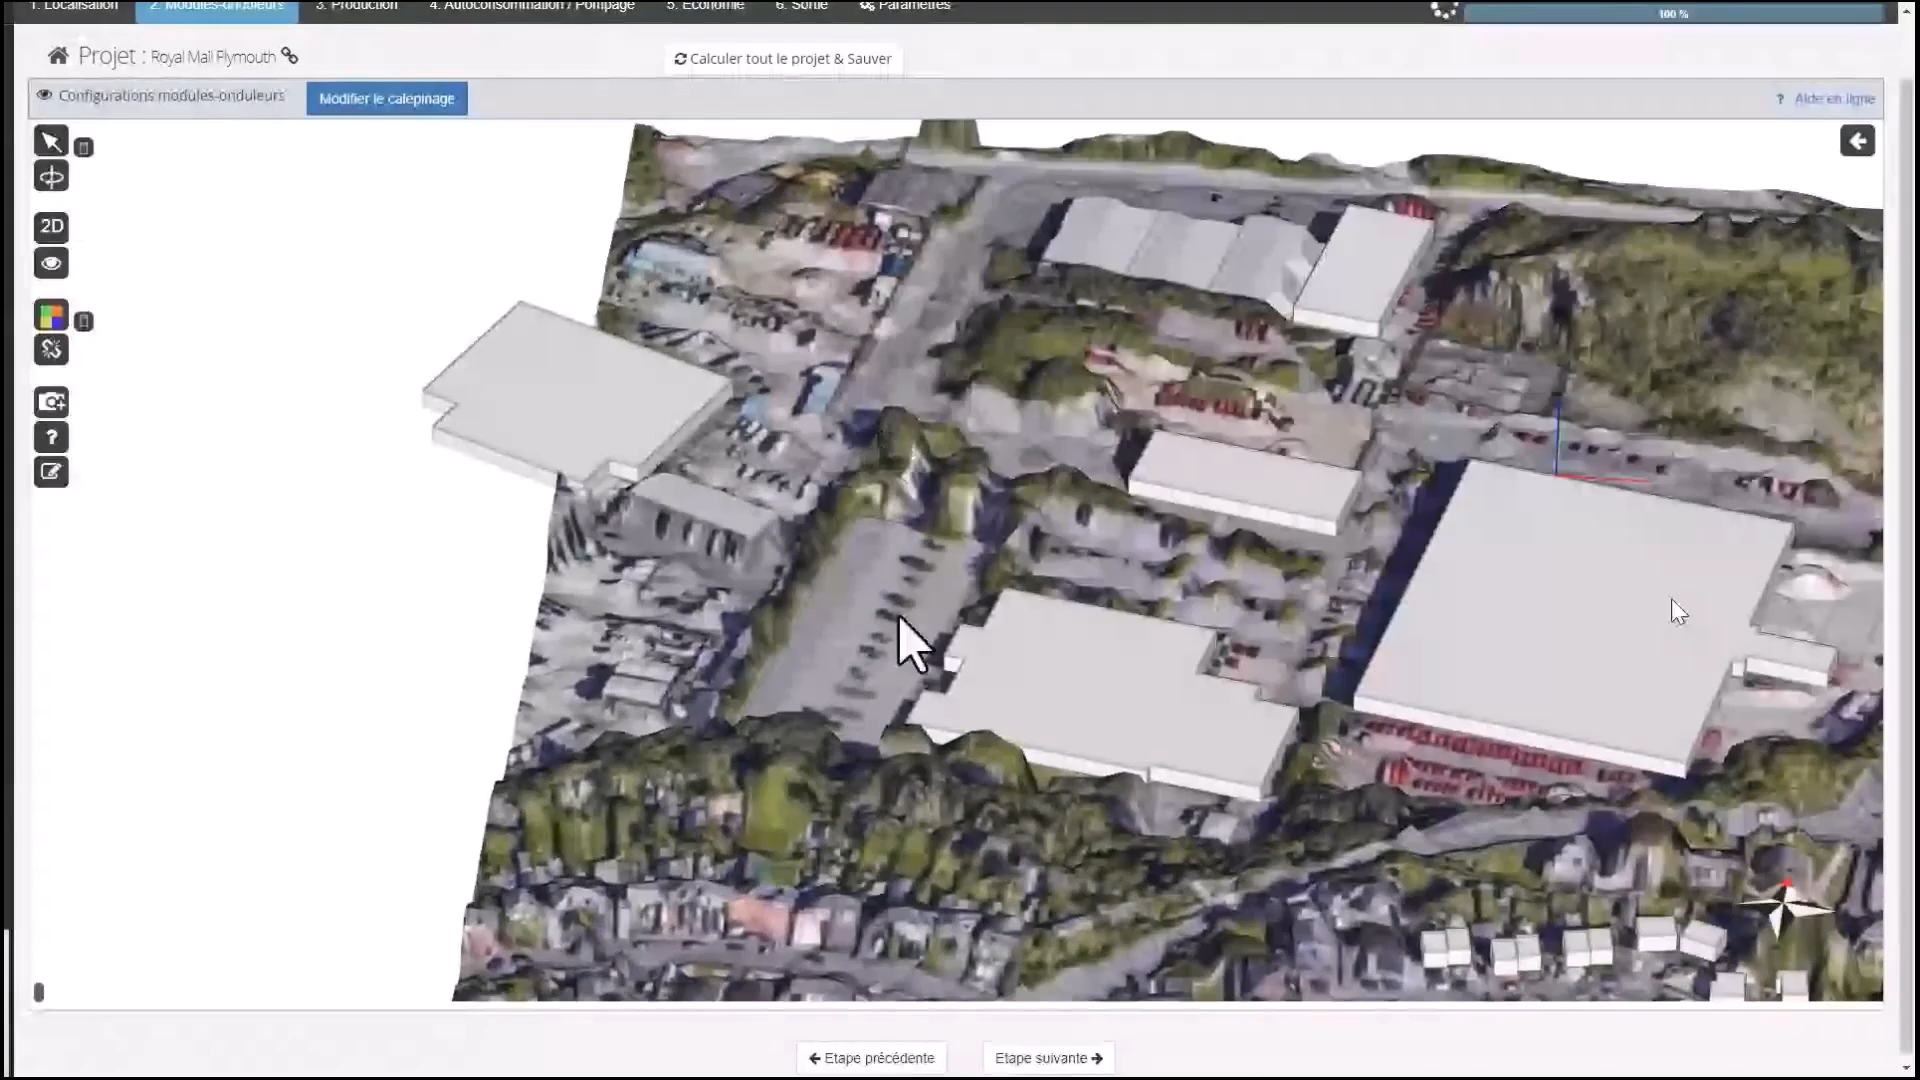 1. Localisation 2. Modules-onduleurs 3. Production 4. Autoconsommation / Pompage 5. Economie 6. Sortie Paramètres 100 %
Projet : Royal Mail Plymouth Calculer tout le projet & Sauver
Configurations modules-onduleurs Modifier le calepinage ? Aide en ligne
2D
?
Etape précédente Etape suivante